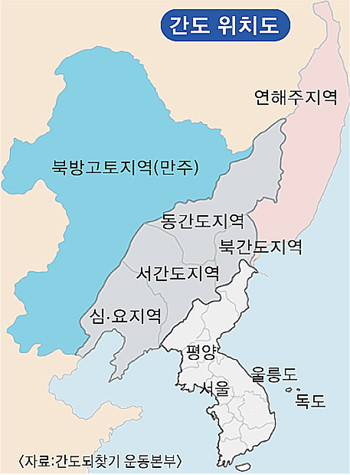 간도 위치도
연해주지역
북방고토지역(만주)
동간도지역
북간도지역
서간도지역
심·요지역
평양
울릉도
서울
독도
〈자료:간도되찾기 운동본부〉